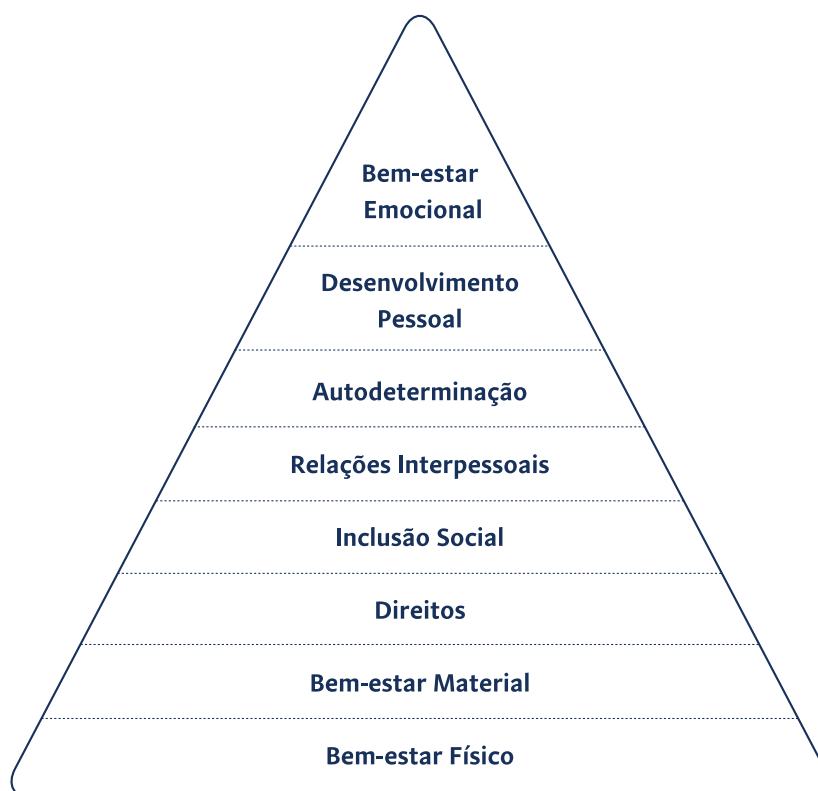 Bem-estar
Emocional
Desenvolvimento
Pessoal
Autodeterminação
Relações Interpessoais
Inclusão Social
Direitos
Bem-estar Material
Bem-estar Físico